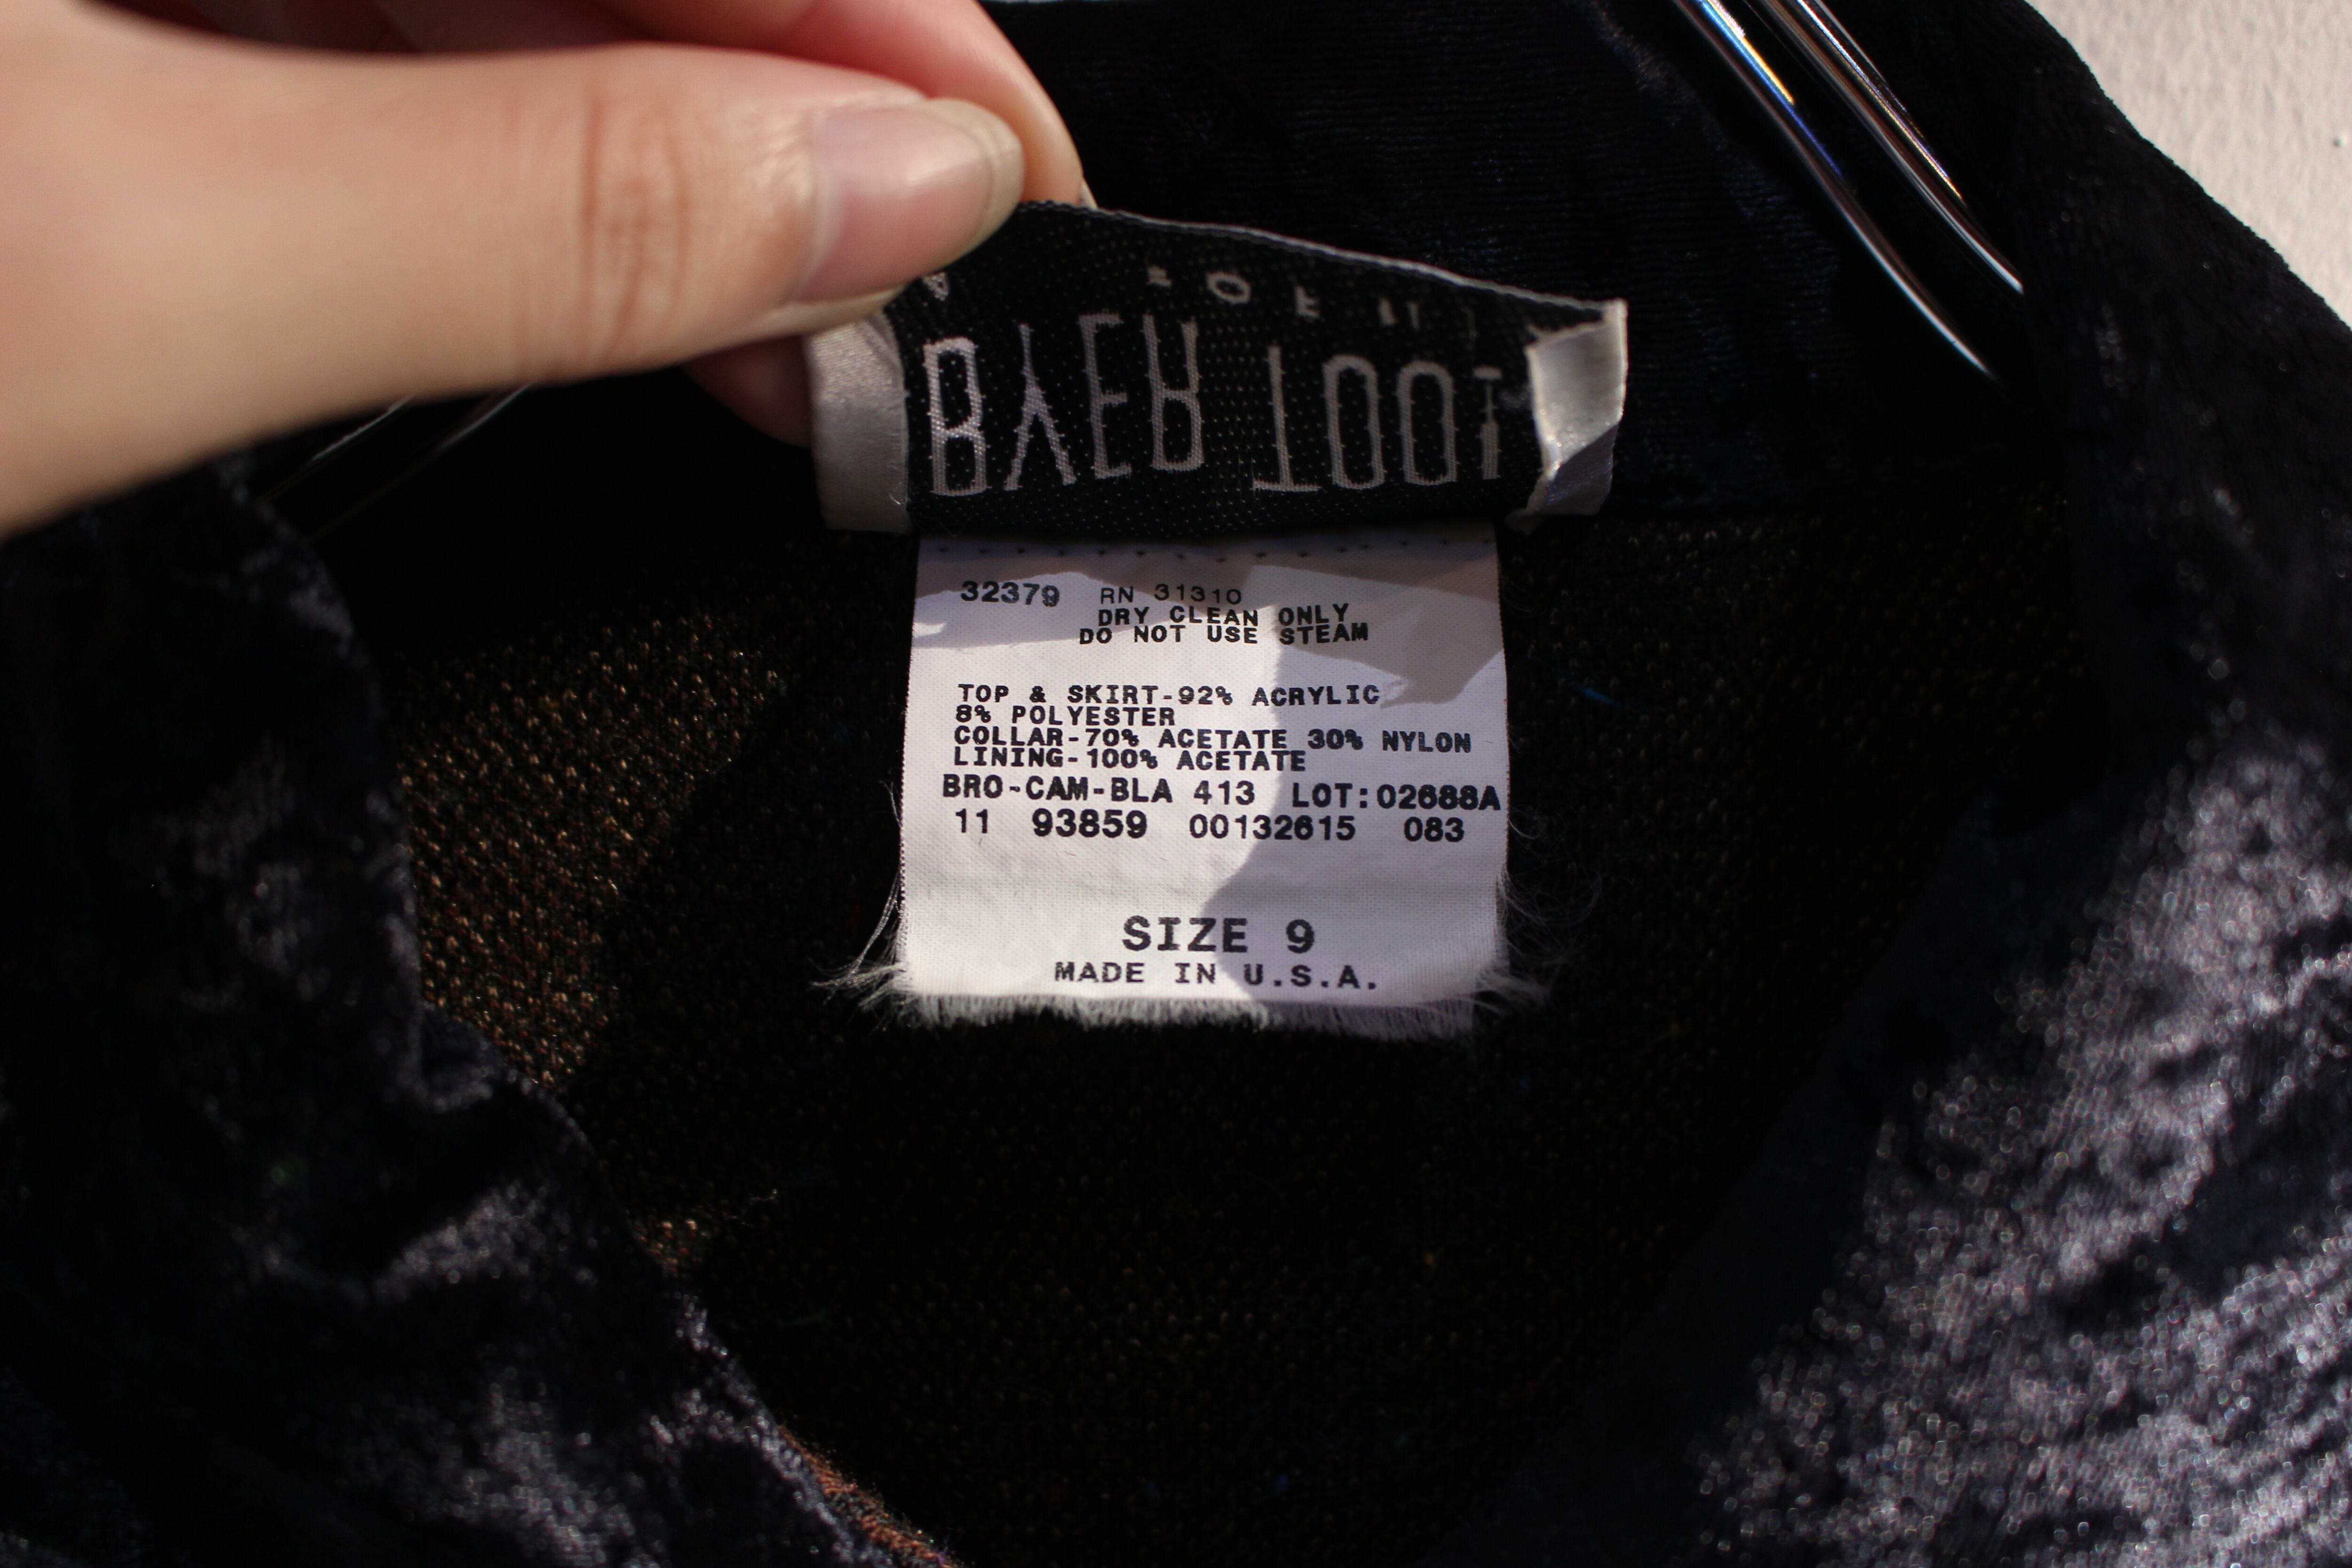 BYER TOO!
32379 RN 31310
DRY CLEAN ONLY
DO NOT USE STEAM
TOP & SKIRT-92% ACRYLIC
8% POLYESTER
COLLAR-70% ACETATE 30% NYLON
LINING-100% ACETATE
BRO-CAM-BLA 413 LOT:02688A
11 93859 00132615 083
SIZE 9
MADE IN U.S.A.